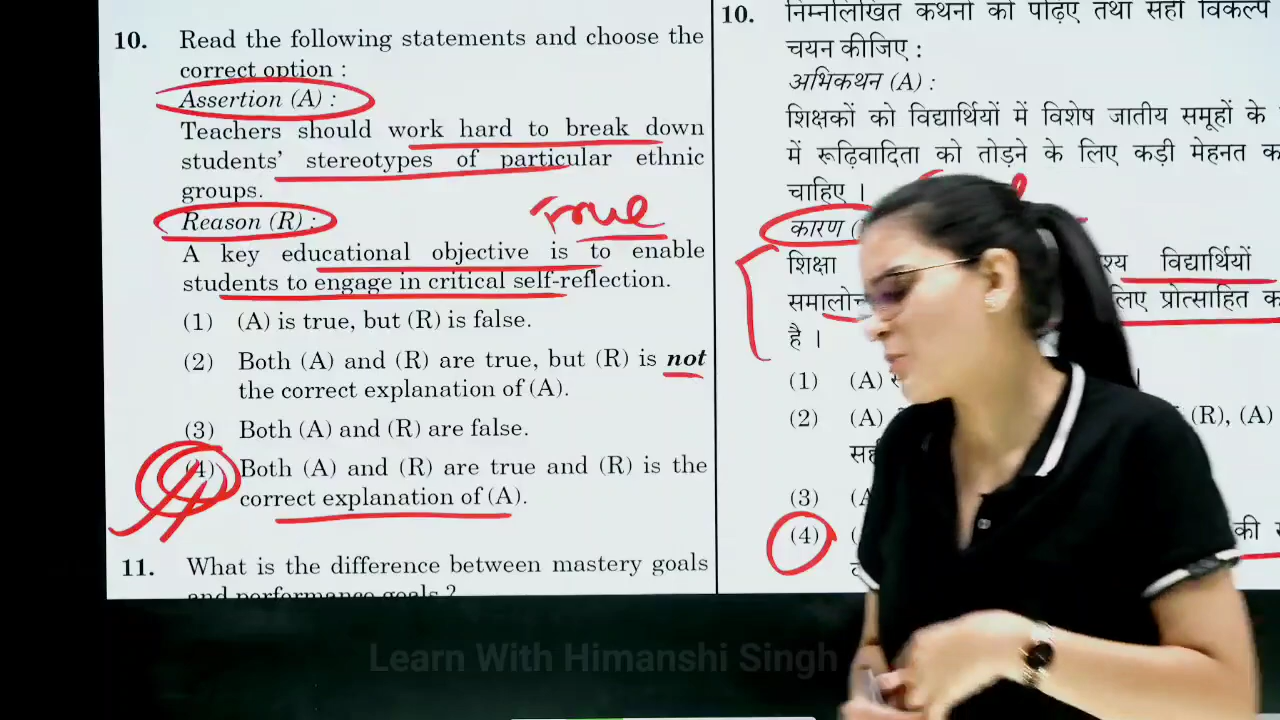 10. Read the following statements and choose the
correct option :
Assertion (A) :
Teachers should work hard to break down
students' stereotypes of particular ethnic
groups.
True
Reason (R) :
A key educational objective is to enable
students to engage in critical self-reflection.
(1) (A) is true, but (R) is false.
(2) Both (A) and (R) are true, but (R) is not
the correct explanation of (A).
(3) Both (A) and (R) are false.
(4) Both (A) and (R) are true and (R) is the
correct explanation of (A).
11. What is the difference between mastery goals
and performance goals ?
10. निम्नलिखित कथनों को पढ़िए तथा सही विकल्प
चयन कीजिए :
अभिकथन (A) :
शिक्षकों को विद्यार्थियों में विशेष जातीय समूहों के
में रूढ़िवादिता को तोड़ने के लिए कड़ी मेहनत
चाहिए ।
कारण
शिक्षा विद्यार्थियों
लिए प्रोत्साहित
है ।
(1) (A)
(2) (R), (A)
(3)
(4) की
Learn With Himanshi Singh